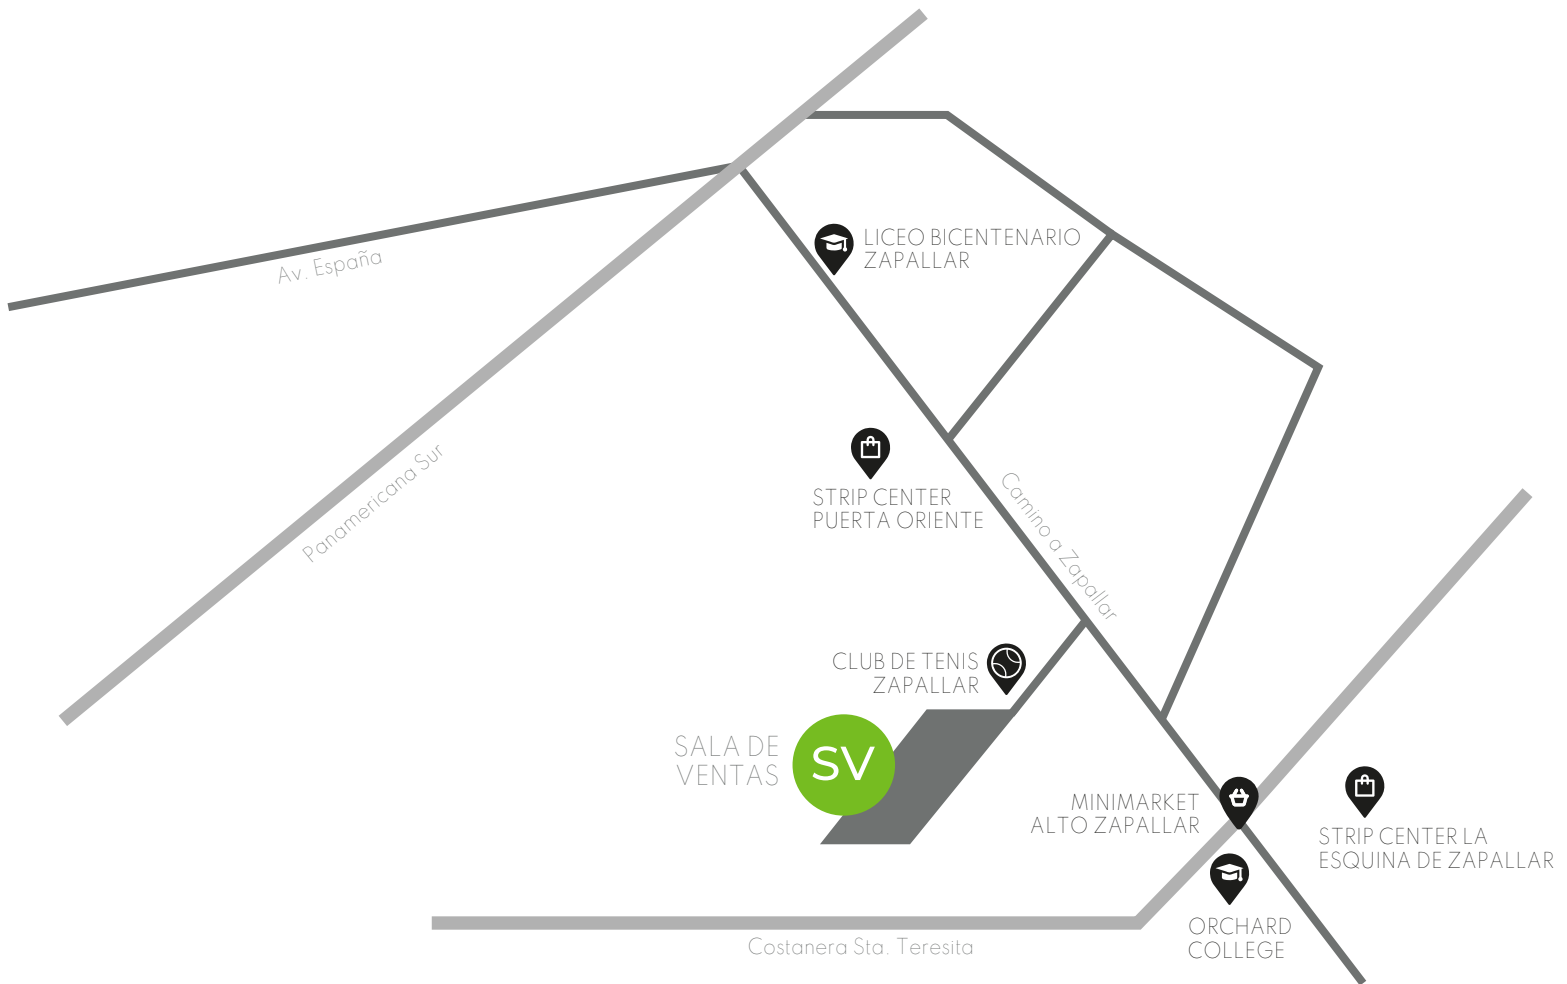 LICEO BICENTENARIO
ZAPALLAR
Av. España
Panamericana Sur
STRIP CENTER
PUERTA ORIENTE
Camino a Zapallar
CLUB DE TENIS
ZAPALLAR
SALA DE
VENTAS
SV
MINIMARKET
ALTO ZAPALLAR
STRIP CENTER LA
ESQUINA DE ZAPALLAR
ORCHARD
COLLEGE
Costanera Sta. Teresita